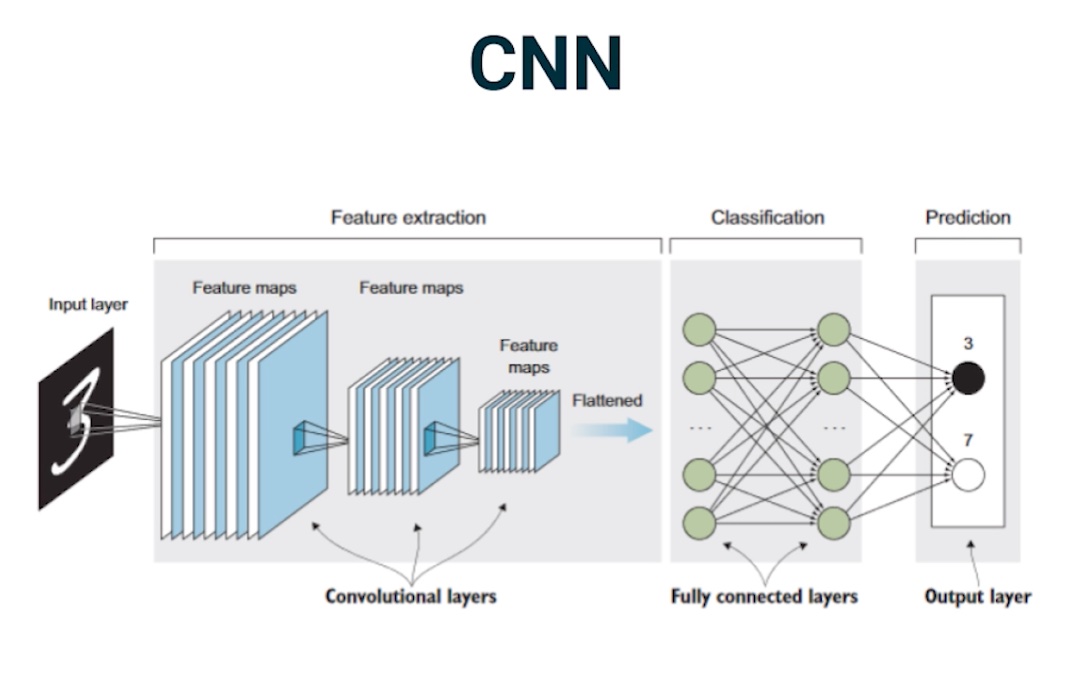 CNN
Feature extraction
Classification
Prediction
Input layer
Feature maps
Feature maps
Feature
maps
Flattened
3
3
7
...
...
Convolutional layers
Fully connected layers
Output layer